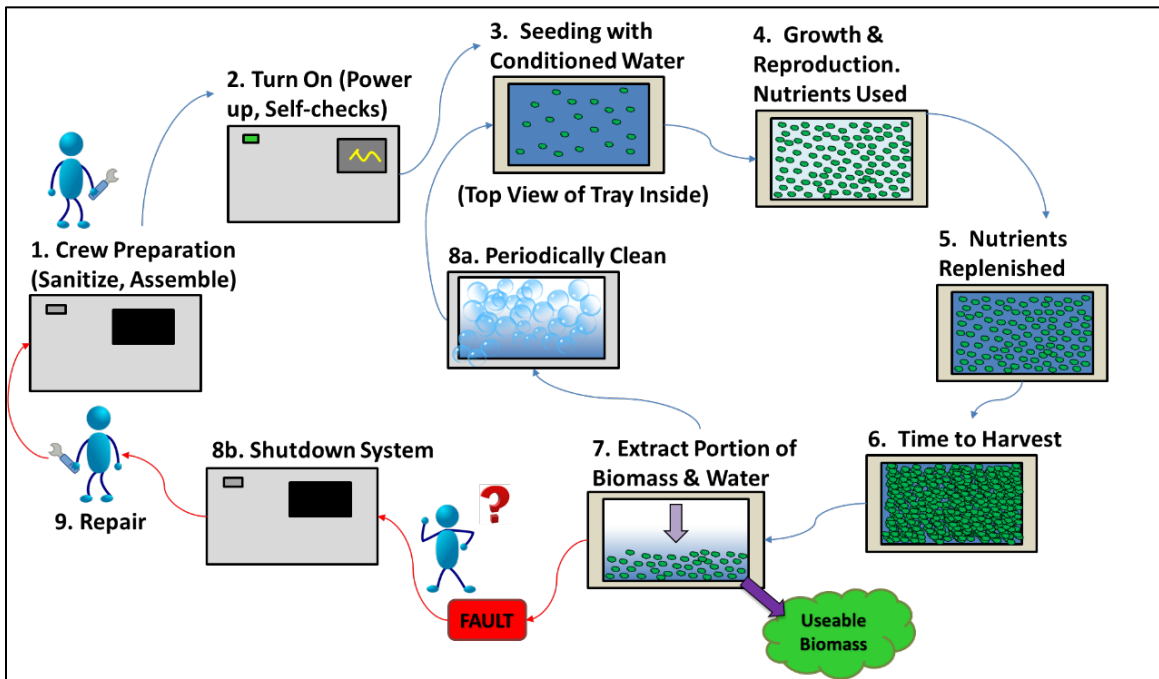 1. Crew Preparation
(Sanitize, Assemble)
2. Turn On (Power
up, Self-checks)
3. Seeding with
Conditioned Water
(Top View of Tray Inside)
4. Growth &
Reproduction.
Nutrients Used
5. Nutrients
Replenished
6. Time to Harvest
7. Extract Portion of
Biomass & Water
Useable
Biomass
8a. Periodically Clean
FAULT
?
8b. Shutdown System
9. Repair